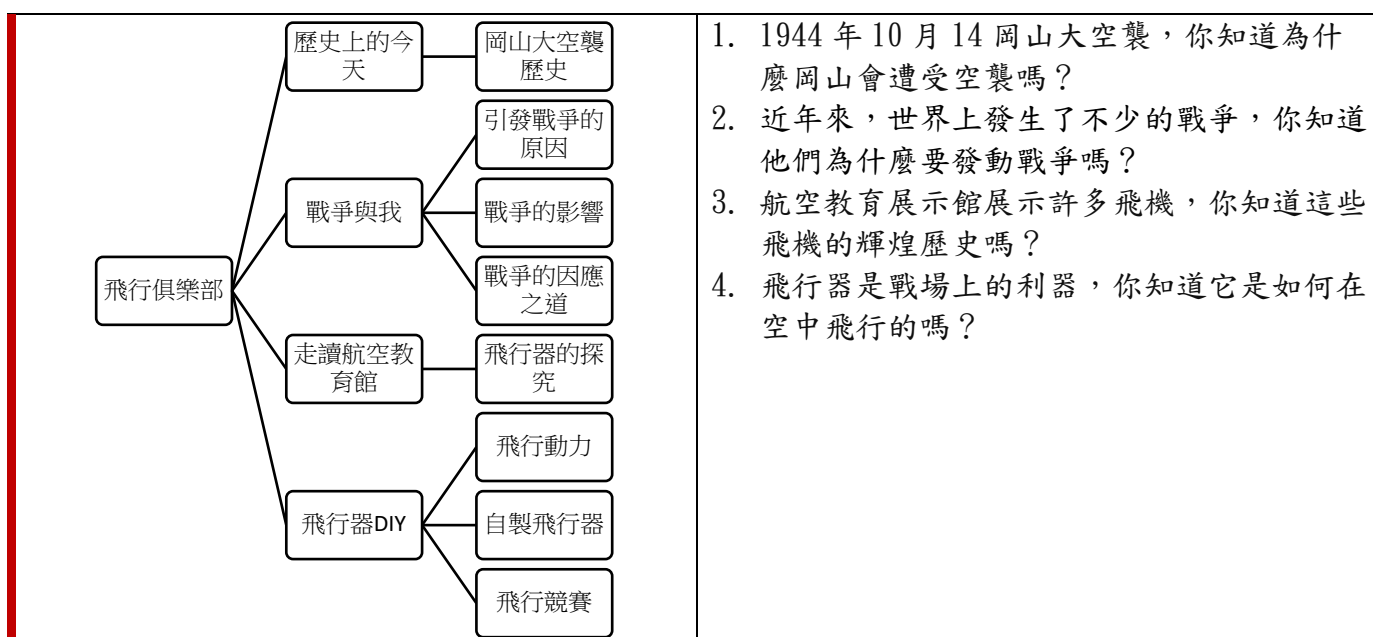 歷史上的今
天
岡山大空襲
歷史
引發戰爭的
原因
戰爭與我
戰爭的影響
戰爭的因應
之道
飛行俱樂部
走讀航空教
育館
飛行器的探
究
飛行動力
飛行器DIY
自製飛行器
飛行競賽
1. 1944 年 10 月 14 岡山大空襲，你知道為什
麼岡山會遭受空襲嗎？
2. 近年來，世界上發生了不少的戰爭，你知道
他們為什麼要發動戰爭嗎？
3. 航空教育展示館展示許多飛機，你知道這些
飛機的輝煌歷史嗎？
4. 飛行器是戰場上的利器，你知道它是如何在
空中飛行的嗎？